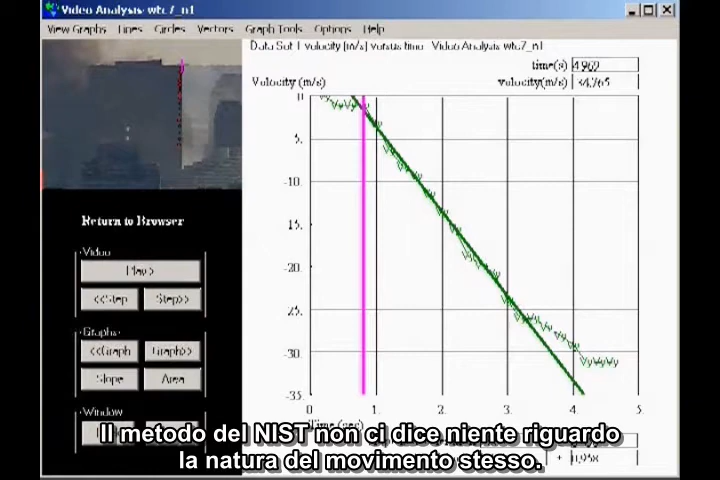 Video Analysis: wtc7_n1
View Graphs Lines Circles Vectors Graph Tools Options Help
Data Set 1 velocity (m/s) versus time - Video Analysis wtc7_n1
time(s)
Velocity (m/s) velocity(m/s)
0
5.
-10.
15.
-20.
25.
-30.
-35
0. 1. 2. 3. 4. 5.
Return to Browser
Video
Play>
<<Step Step>>
Graphs
<<Graph Graph>>
Slope Area
Window
Il metodo del NIST non ci dice niente riguardo
la natura del movimento stesso.